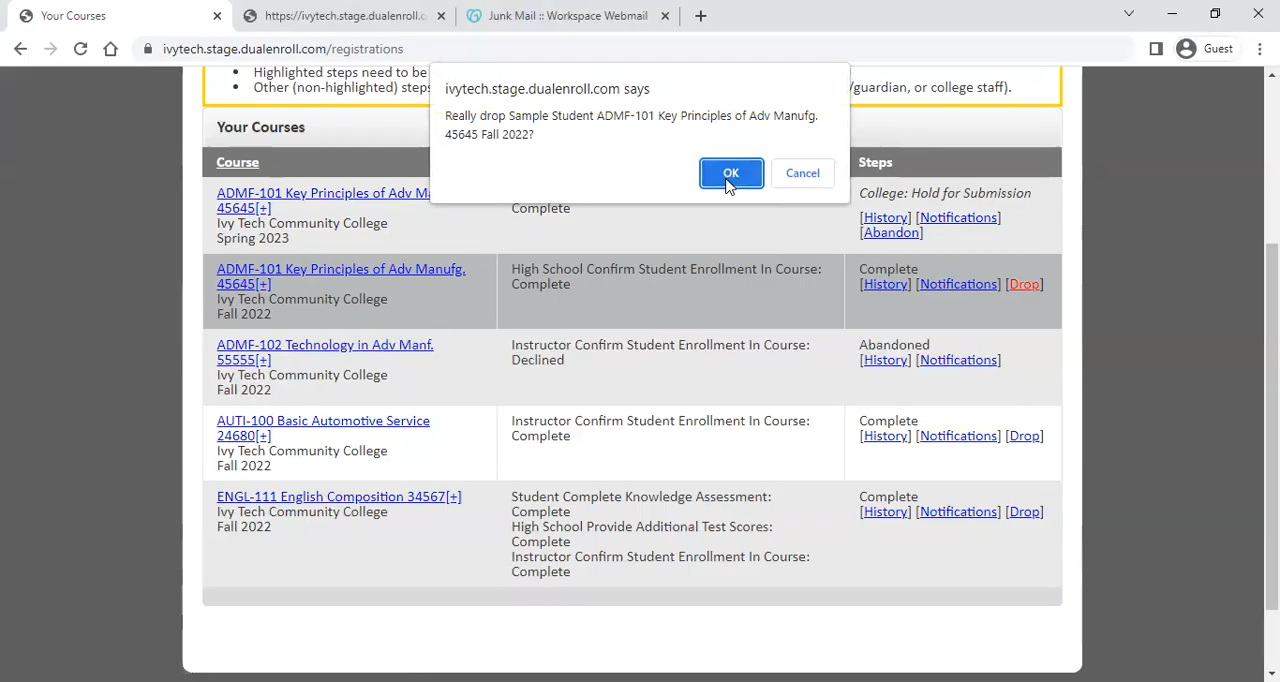 Your Courses
https://ivytech.stage.dualenroll.c
Junk Mail :: Workspace Webmail
ivytech.stage.dualenroll.com/registrations
Guest
Highlighted steps need to be
Other (non-highlighted) steps
/guardian, or college staff).
ivytech.stage.dualenroll.com says
Really drop Sample Student ADMF-101 Key Principles of Adv Manufg.
45645 Fall 2022?
OK
Cancel
Your Courses
Course
Steps
ADMF-101 Key Principles of Adv M
45645[+]
Ivy Tech Community College
Spring 2023
Complete
College: Hold for Submission
[History] [Notifications]
[Abandon]
ADMF-101 Key Principles of Adv Manufg.
45645[+]
Ivy Tech Community College
Fall 2022
High School Confirm Student Enrollment In Course:
Complete
Complete
[History] [Notifications] [Drop]
ADMF-102 Technology in Adv Manf.
55555[+]
Ivy Tech Community College
Fall 2022
Instructor Confirm Student Enrollment In Course:
Declined
Abandoned
[History] [Notifications]
AUTI-100 Basic Automotive Service
24680[+]
Ivy Tech Community College
Fall 2022
Instructor Confirm Student Enrollment In Course:
Complete
Complete
[History] [Notifications] [Drop]
ENGL-111 English Composition 34567[+]
Ivy Tech Community College
Fall 2022
Student Complete Knowledge Assessment:
Complete
High School Provide Additional Test Scores:
Complete
Instructor Confirm Student Enrollment In Course:
Complete
Complete
[History] [Notifications] [Drop]